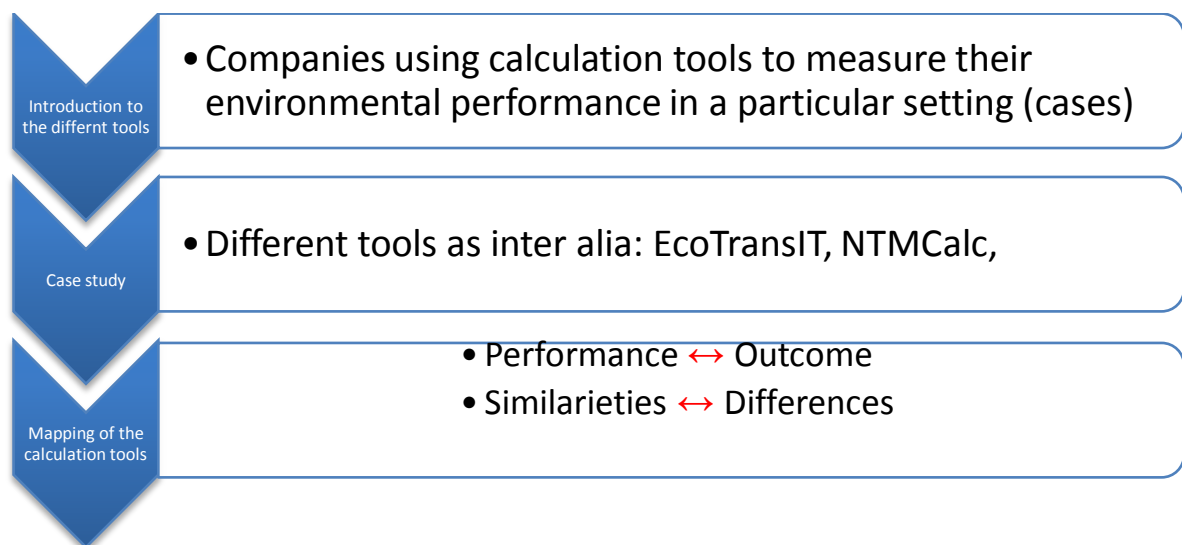 Introduction to
the differnt tools
• Companies using calculation tools to measure their
environmental performance in a particular setting (cases)
Case study
• Different tools as inter alia: EcoTransIT, NTMCalc,
Mapping of the
calculation tools
• Performance ↔ Outcome
• Similarieties ↔ Differences